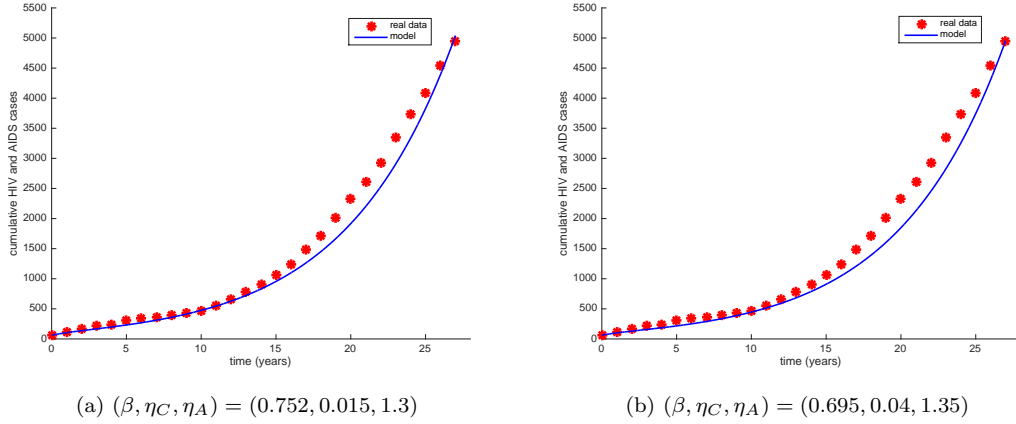 5500
5000
4500
4000
3500
3000
2500
2000
1500
1000
500
0
cumulative HIV and AIDS cases
real data
model
0 5 10 15 20 25
time (years)
(a) (β, η_C, η_A) = (0.752, 0.015, 1.3)
5500
5000
4500
4000
3500
3000
2500
2000
1500
1000
500
0
cumulative HIV and AIDS cases
real data
model
0 5 10 15 20 25
time (years)
(b) (β, η_C, η_A) = (0.695, 0.04, 1.35)